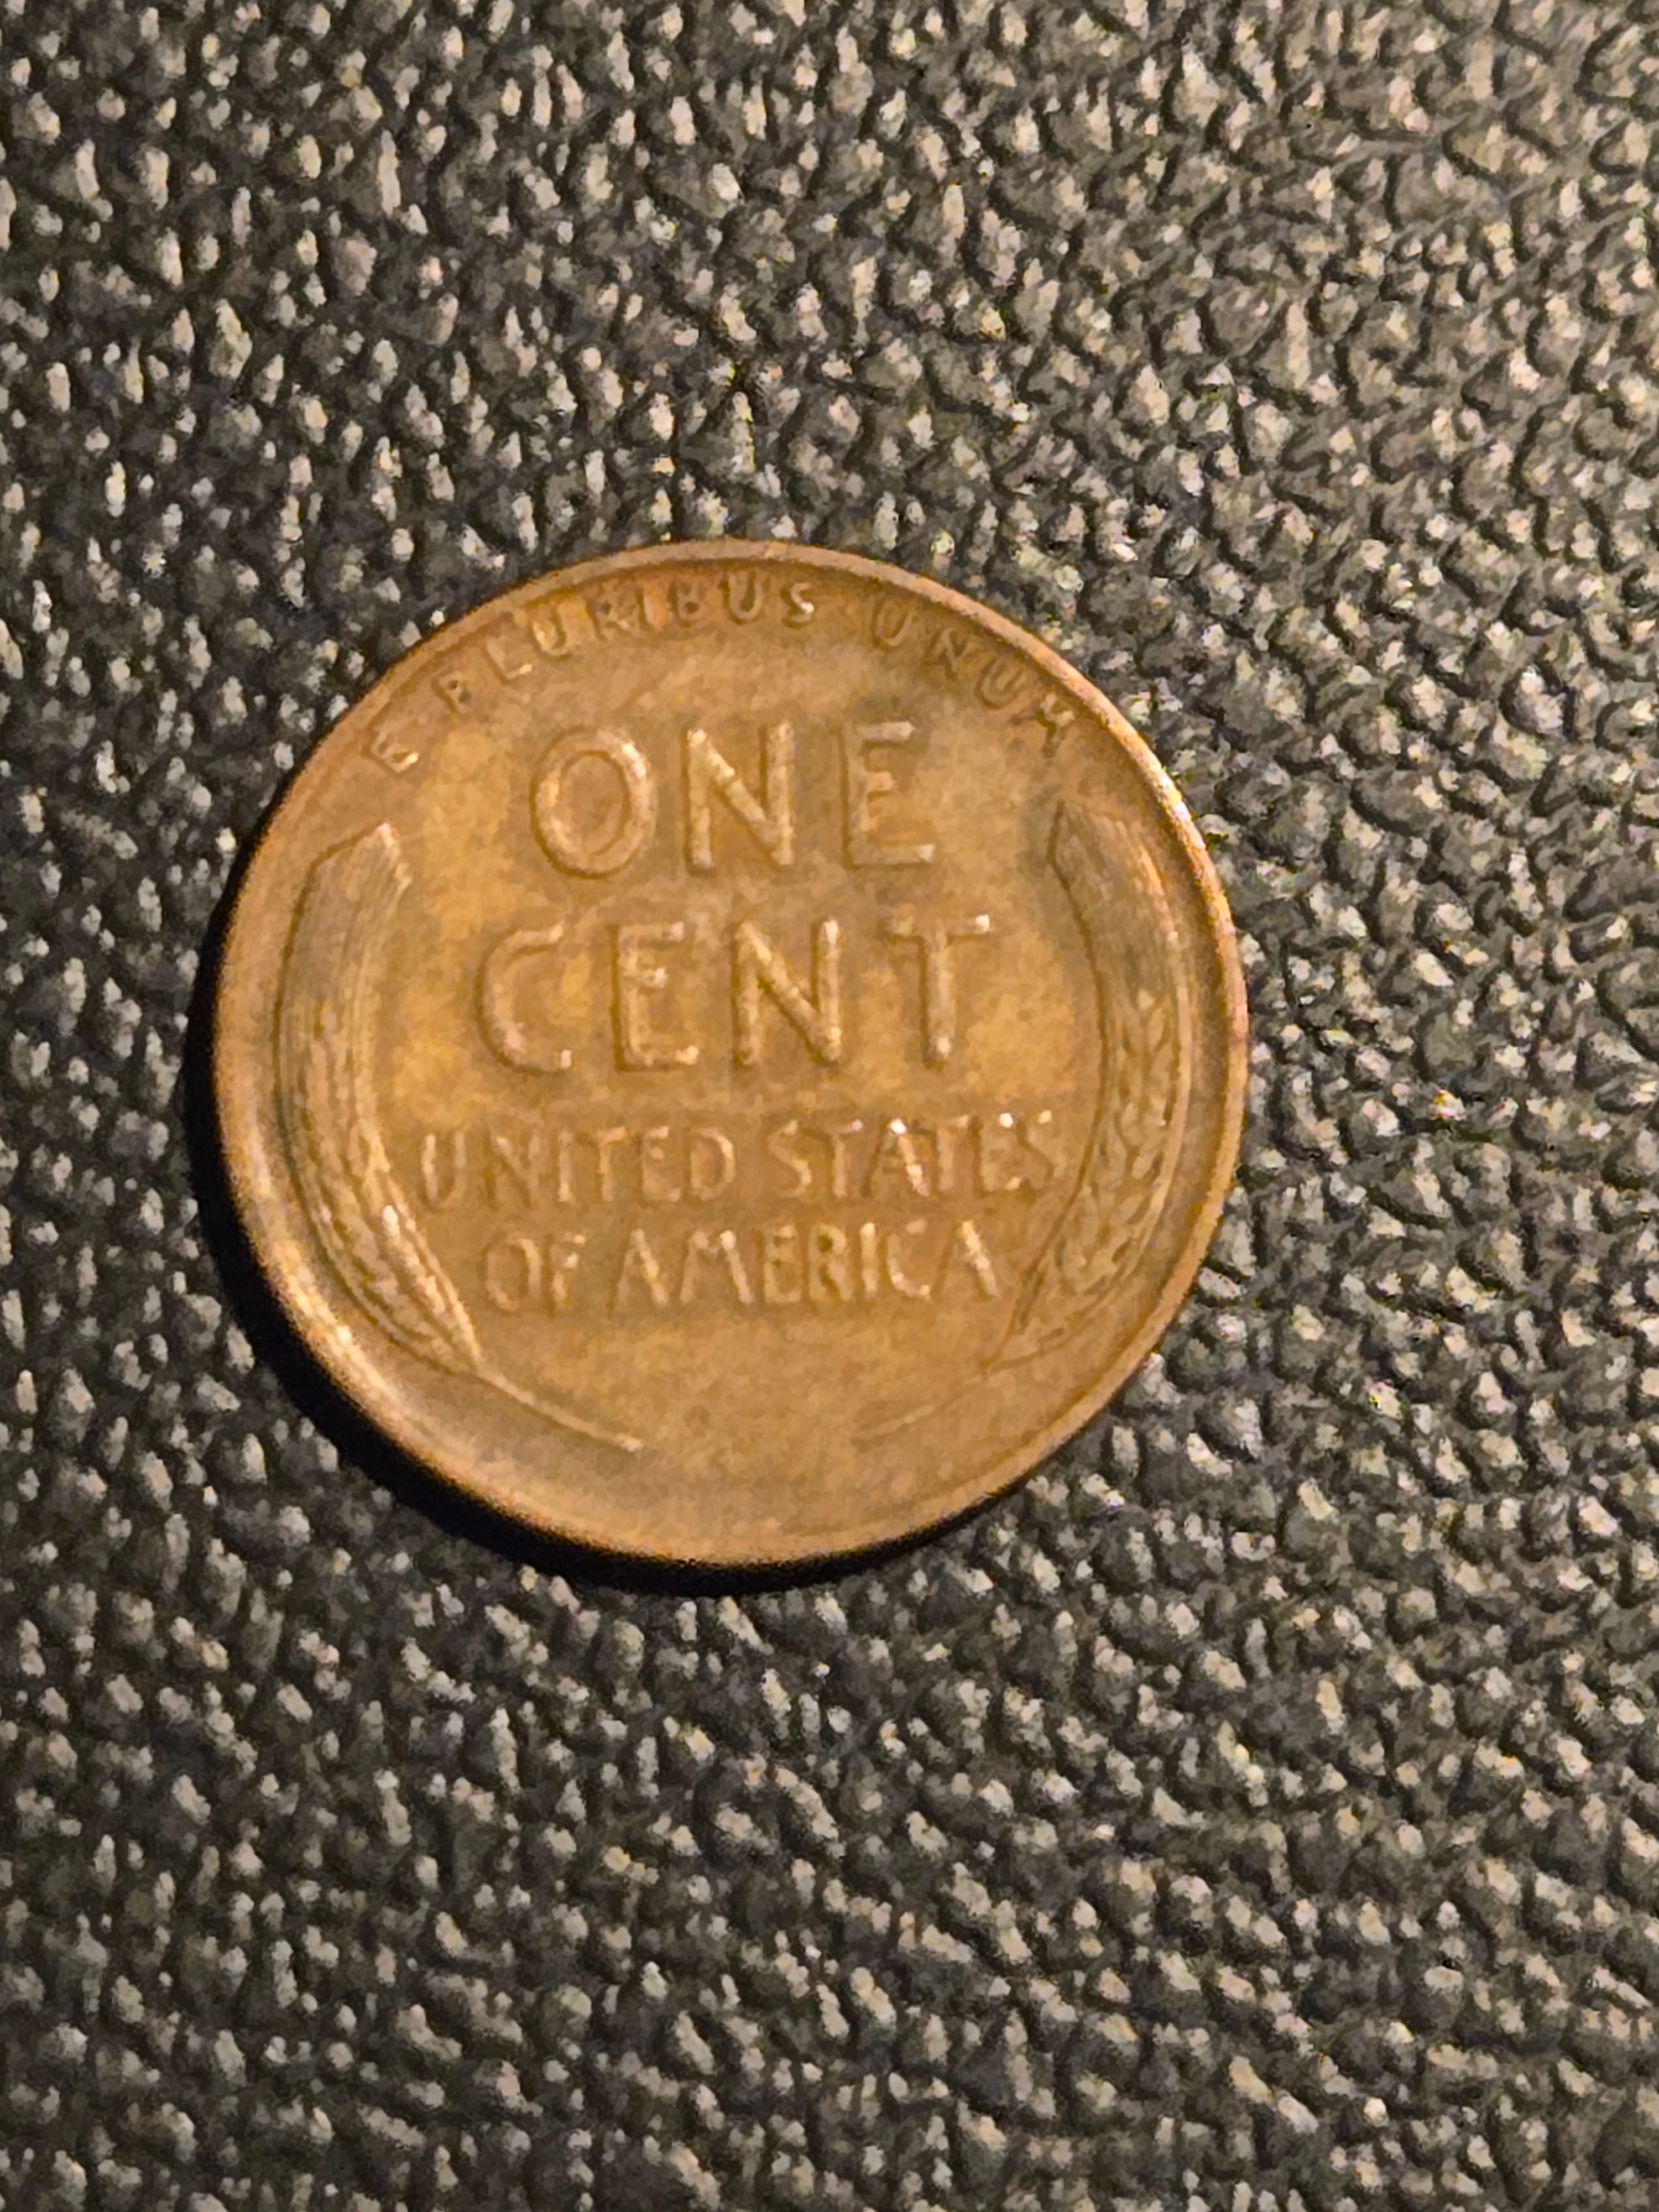 E PLURIBUS UNUM
ONE
CENT
UNITED STATES
OF AMERICA